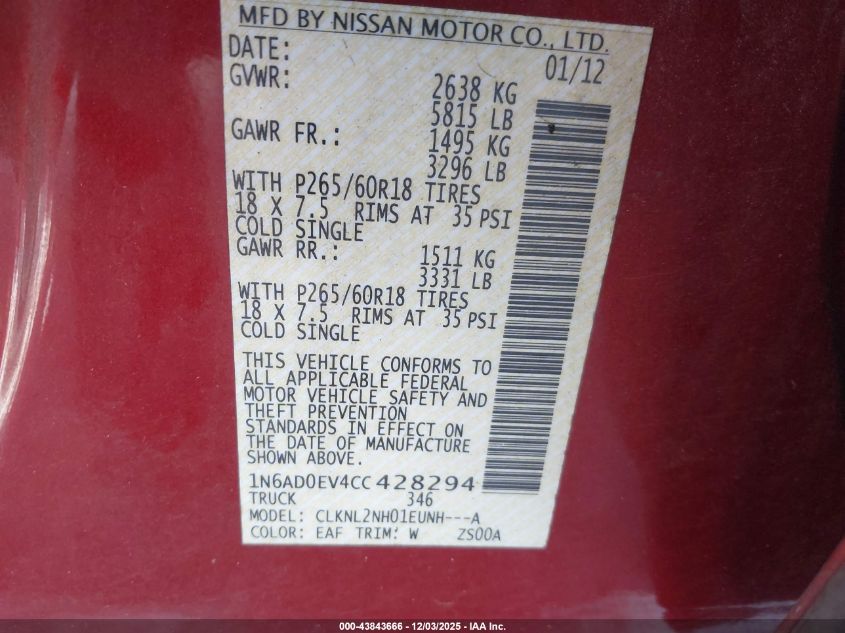 MFD BY NISSAN MOTOR CO., LTD.
DATE: 01/12
GVWR: 2638 KG
5815 LB
GAWR FR.: 1495 KG
3296 LB
WITH P265/60R18 TIRES
18 X 7.5 RIMS AT 35 PSI
COLD SINGLE
GAWR RR.: 1511 KG
3331 LB
WITH P265/60R18 TIRES
18 X 7.5 RIMS AT 35 PSI
COLD SINGLE
THIS VEHICLE CONFORMS TO
ALL APPLICABLE FEDERAL
MOTOR VEHICLE SAFETY AND
THEFT PREVENTION
STANDARDS IN EFFECT ON
THE DATE OF MANUFACTURE
SHOWN ABOVE.
1N6AD0EV4CC428294
TRUCK 346
MODEL: CLKNL2NH01EUNH---A
COLOR: EAF TRIM: W ZS00A
000-43843666 - 12/03/2025 - IAA Inc.